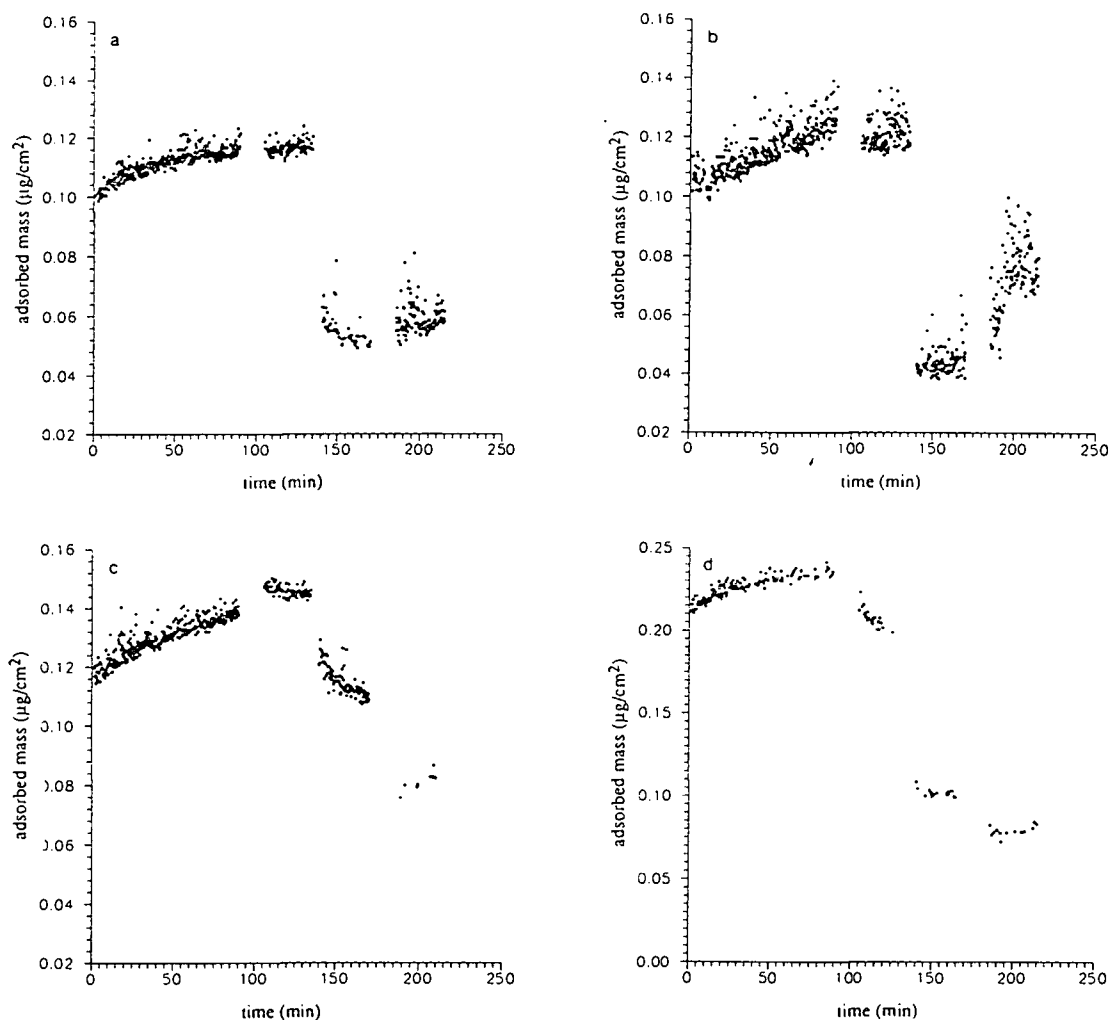 a
0.16
0.14
0.12
0.10
0.08
0.06
0.04
0.02
adsorbed mass (μg/cm²)
0 50 100 150 200 250
time (min)
b
0.16
0.14
0.12
0.10
0.08
0.06
0.04
0.02
adsorbed mass (μg/cm²)
0 50 100 150 200 250
time (min)
c
0.16
0.14
0.12
0.10
0.08
0.06
0.04
0.02
adsorbed mass (μg/cm²)
0 50 100 150 200 250
time (min)
d
0.25
0.20
0.15
0.10
0.05
0.00
adsorbed mass (μg/cm²)
0 50 100 150 200 250
time (min)